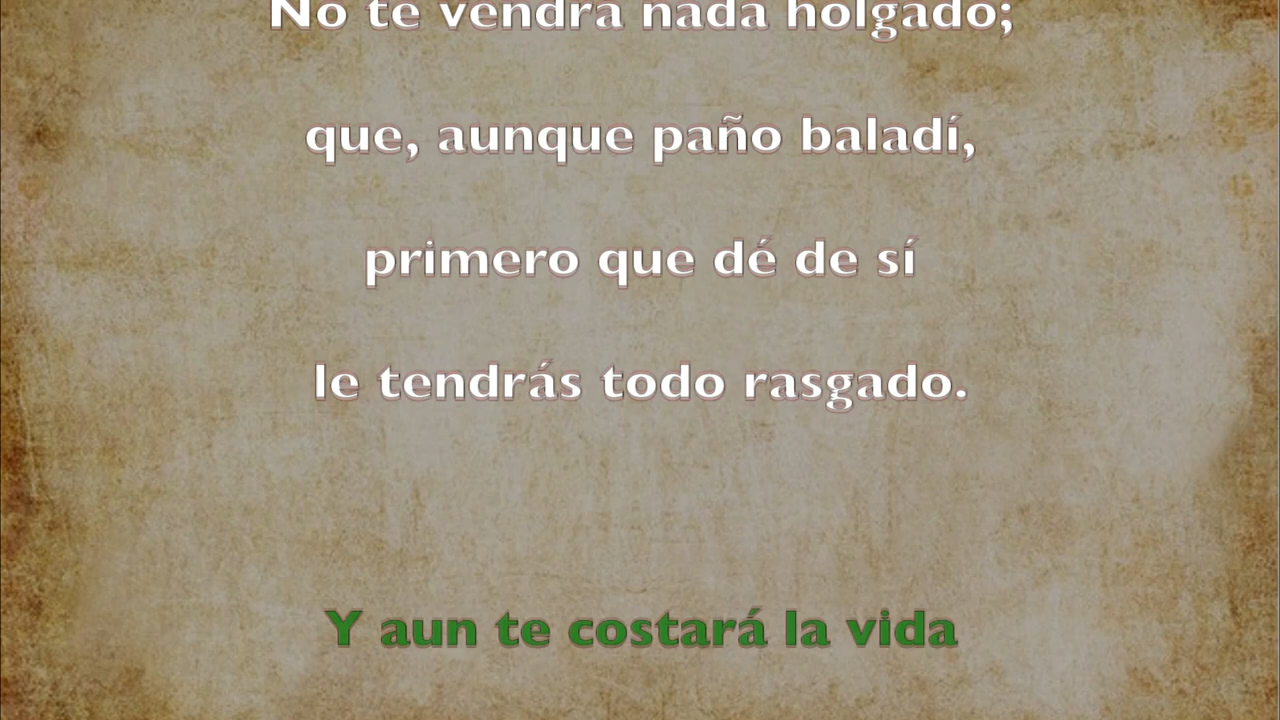 No te vendrá nada holgado;
que, aunque paño baladí,
primero que dé de sí
le tendrás todo rasgado.
Y aun te costará la vida